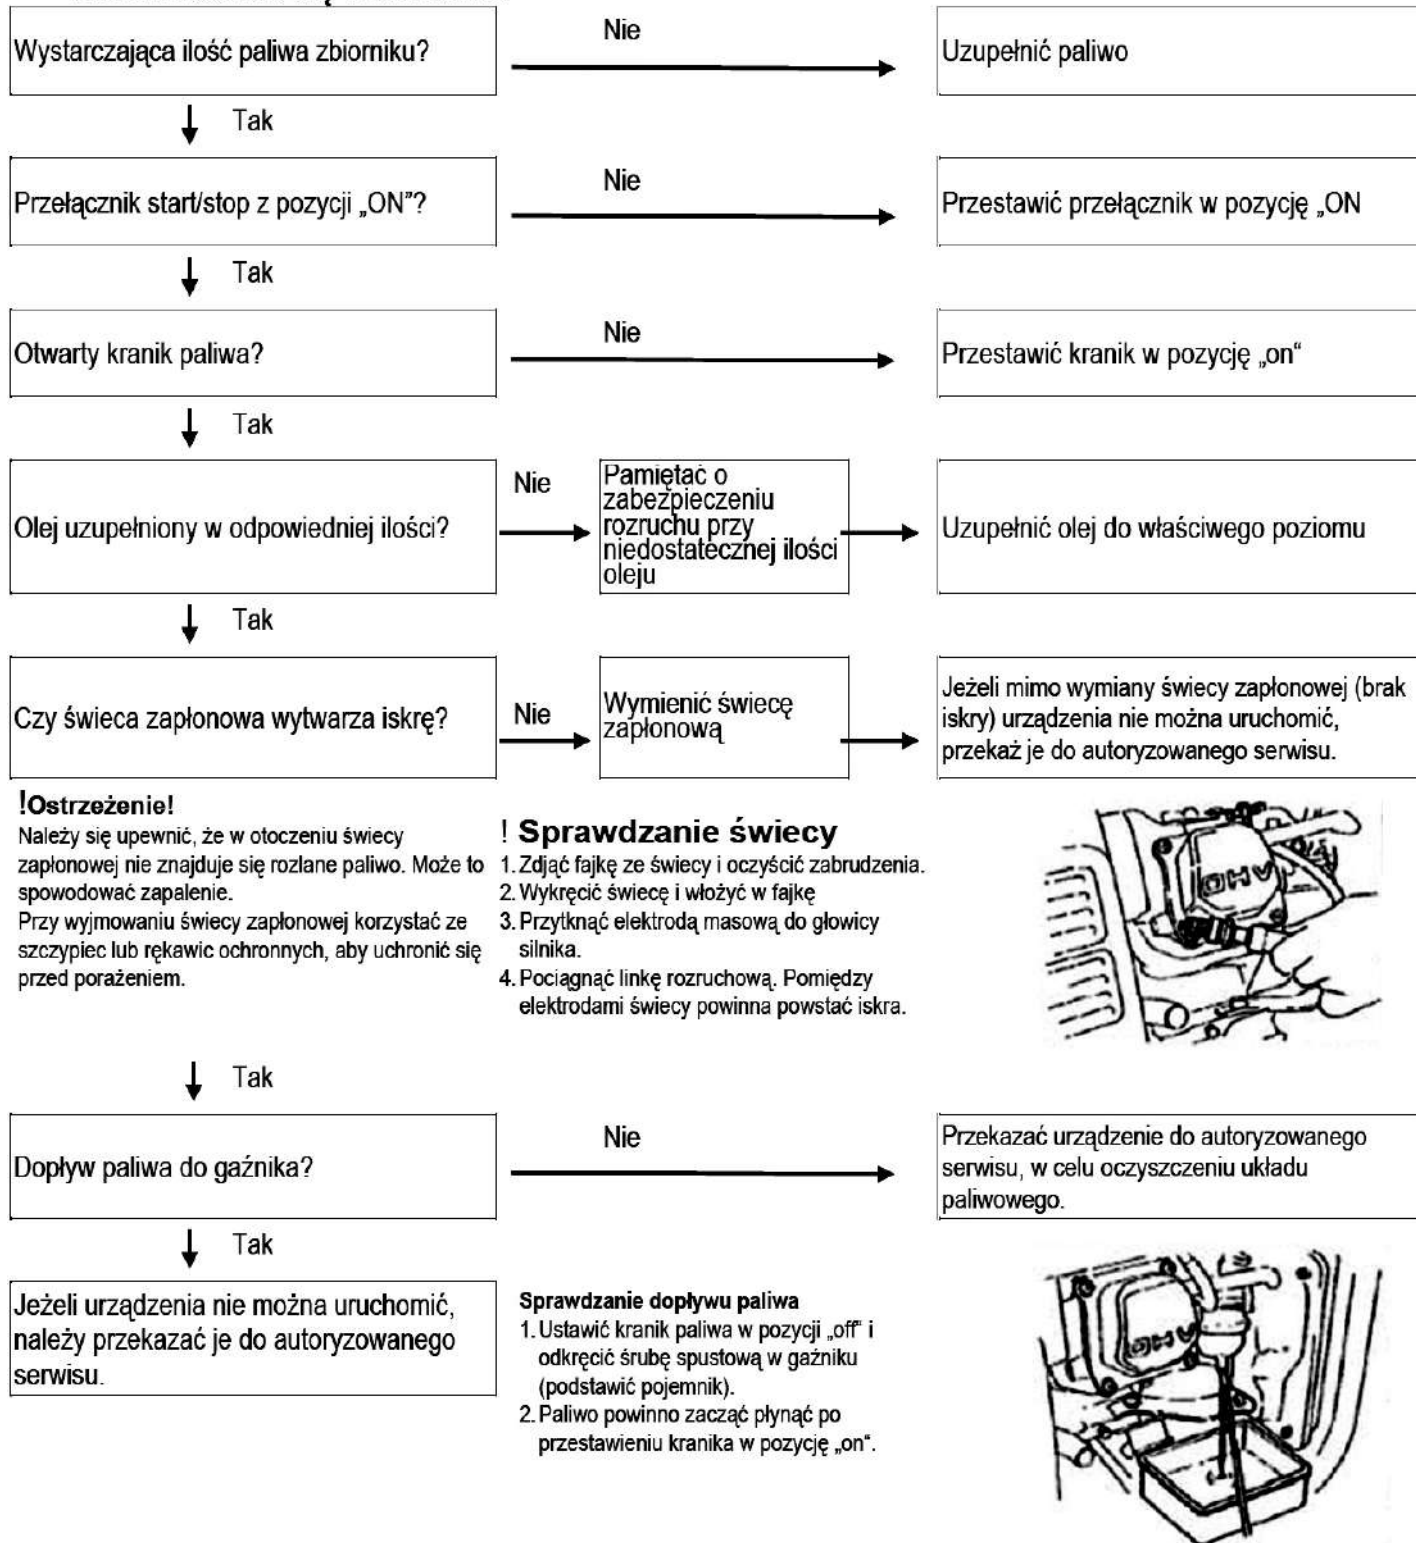 Wystarczająca ilość paliwa zbiorniku?
Nie
Uzupełnić paliwo
Tak
Przełącznik start/stop z pozycji „ON”?
Nie
Przestawić przełącznik w pozycję „ON
Tak
Otwarty kranik paliwa?
Nie
Przestawić kranik w pozycję „on“
Tak
Olej uzupełniony w odpowiedniej ilości?
Nie
Pamiętać o
zabezpieczeniu
rozruchu przy
niedostatecznej ilości
oleju
Uzupełnić olej do właściwego poziomu
Tak
Czy świeca zapłonowa wytwarza iskrę?
Nie
Wymienić świecę
zapłonową
Jeżeli mimo wymiany świecy zapłonowej (brak
iskry) urządzenia nie można uruchomić,
przekaż je do autoryzowanego serwisu.
!Ostrzeżenie!
Należy się upewnić, że w otoczeniu świecy
zapłonowej nie znajduje się rozlane paliwo. Może to
spowodować zapalenie.
Przy wyjmowaniu świecy zapłonowej korzystać ze
szczypiec lub rękawic ochronnych, aby uchronić się
przed porażeniem.
! Sprawdzanie świecy
1. Zdjąć fajkę ze świecy i oczyścić zabrudzenia.
2. Wykręcić świecę i włożyć w fajkę
3. Przytknąć elektrodą masową do głowicy
silnika.
4. Pociągnąć linkę rozruchową. Pomiędzy
elektrodami świecy powinna powstać iskra.
OHV
Tak
Dopływ paliwa do gaźnika?
Nie
Przekazać urządzenie do autoryzowanego
serwisu, w celu oczyszczeniu układu
paliwowego.
Tak
Jeżeli urządzenia nie można uruchomić,
należy przekazać je do autoryzowanego
serwisu.
Sprawdzanie dopływu paliwa
1. Ustawić kranik paliwa w pozycji „off“ i
odkręcić śrubę spustową w gaźniku
(podstawić pojemnik).
2. Paliwo powinno zacząć płynąć po
przestawieniu kranika w pozycję „on“.
OHV